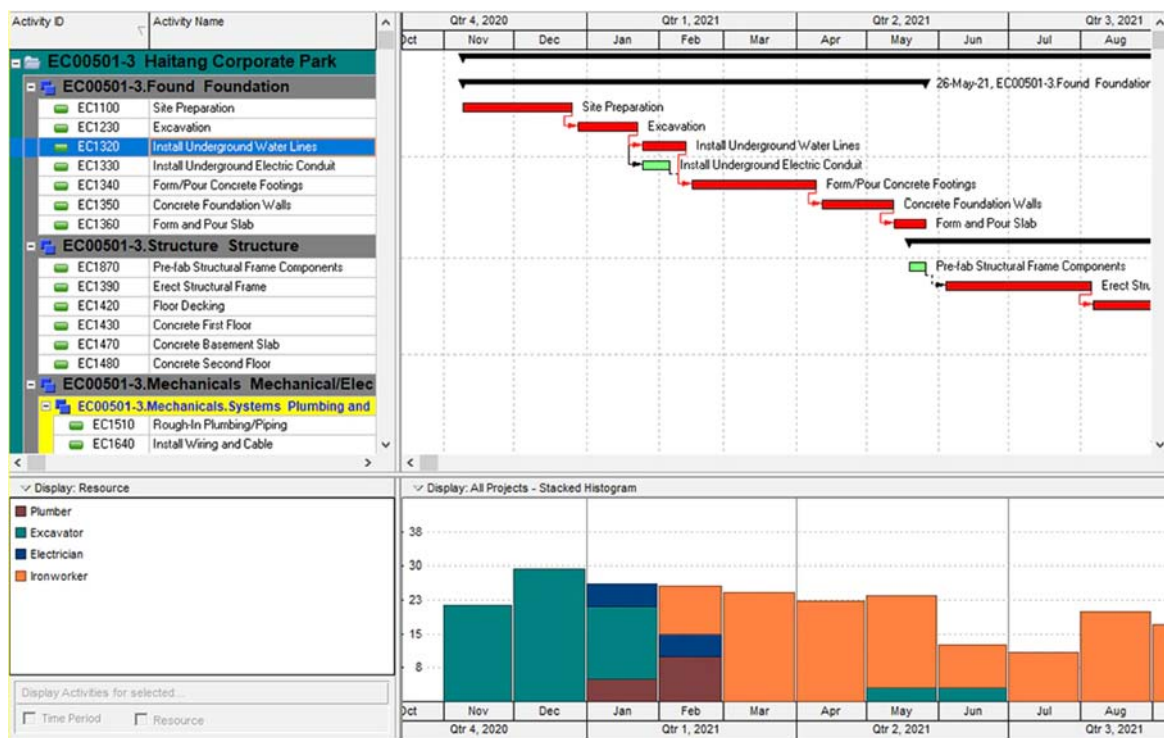 Activity ID Activity Name
Qtr 4, 2020 Qtr 1, 2021 Qtr 2, 2021 Qtr 3, 2021
Oct Nov Dec Jan Feb Mar Apr May Jun Jul Aug
EC00501-3 Haitang Corporate Park
EC00501-3.Found Foundation
26-May-21, EC00501-3.Found Foundation
EC1100 Site Preparation
Site Preparation
EC1230 Excavation
Excavation
EC1320 Install Underground Water Lines
Install Underground Water Lines
EC1330 Install Underground Electric Conduit
Install Underground Electric Conduit
EC1340 Form/Pour Concrete Footings
Form/Pour Concrete Footings
EC1350 Concrete Foundation Walls
Concrete Foundation Walls
EC1360 Form and Pour Slab
Form and Pour Slab
EC00501-3.Structure Structure
EC1870 Pre-fab Structural Frame Components
Pre-fab Structural Frame Components
EC1390 Erect Structural Frame
Erect Stru
EC1420 Floor Decking
EC1430 Concrete First Floor
EC1470 Concrete Basement Slab
EC1480 Concrete Second Floor
EC00501-3.Mechanicals Mechanical/Elec
EC00501-3.Mechanicals.Systems Plumbing and
EC1510 Rough-In Plumbing/Piping
EC1640 Install Wiring and Cable
Display: Resource
Plumber
Excavator
Electrician
Ironworker
Display Activities for selected...
Time Period Resource
Display: All Projects - Stacked Histogram
38
30
23
15
8
Oct Nov Dec Jan Feb Mar Apr May Jun Jul Aug
Qtr 4, 2020 Qtr 1, 2021 Qtr 2, 2021 Qtr 3, 2021